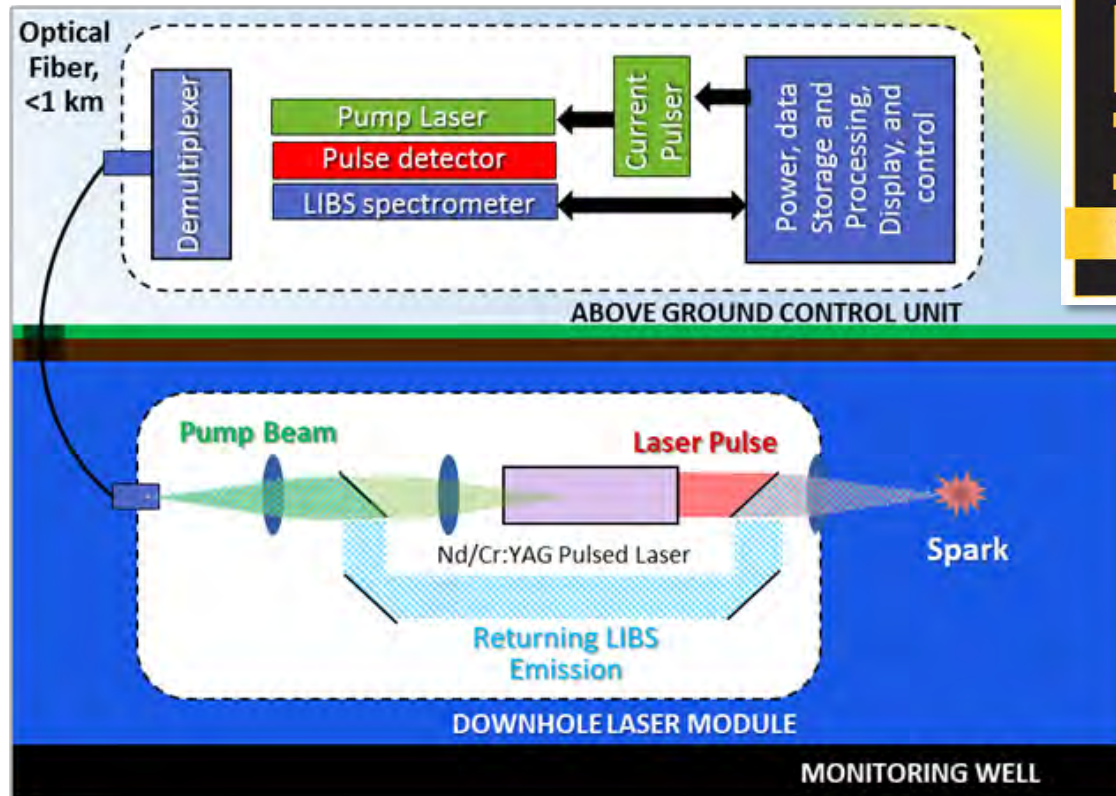 Optical
Fiber,
<1 km
Demultiplexer
Pump Laser
Pulse detector
LIBS spectrometer
Current
Pulser
Power, data
Storage and
Processing,
Display, and
control
ABOVE GROUND CONTROL UNIT
Pump Beam
Laser Pulse
Nd/Cr:YAG Pulsed Laser
Spark
Returning LIBS
Emission
DOWNHOLE LASER MODULE
MONITORING WELL